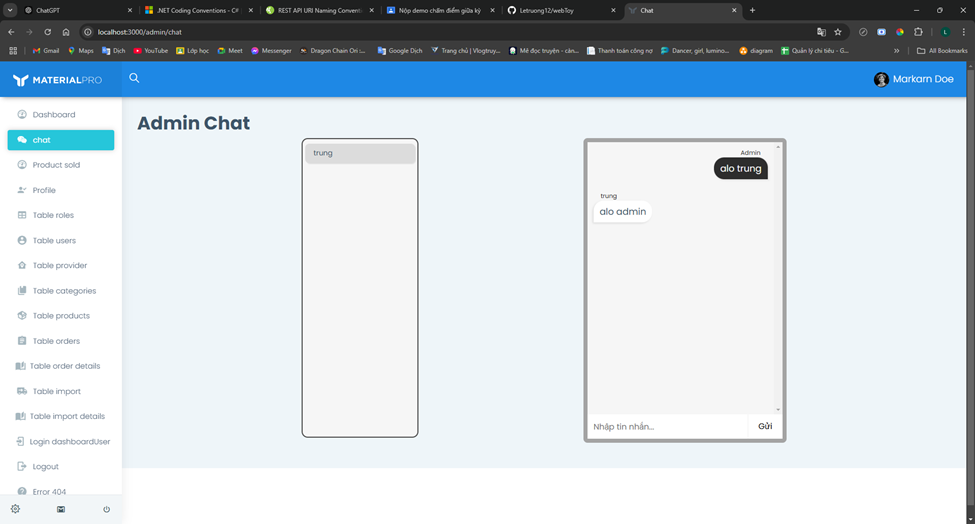 ChatGPT
.NET Coding Conventions - C# |
REST API URI Naming Conventi
Nộp demo chấm điểm giữa kỳ
Letruong12/webToy
Chat
localhost:3000/admin/chat
Gmail
Maps
Dịch
YouTube
Lớp học
Meet
Messenger
Dragon Chain Ori :...
Google Dịch
Trang chủ | Vlogtruy...
Mê đọc truyện - cản...
Thanh toán công nợ
Dancer, girl, lumino...
diagram
Quản lý chi tiêu - G...
All Bookmarks
MATERIALPRO
Markarn Doe
Dashboard
chat
Product sold
Profile
Table roles
Table users
Table provider
Table categories
Table products
Table orders
Table order details
Table import
Table import details
Login dashboardUser
Logout
Error 404
Admin Chat
trung
Admin
alo trung
trung
alo admin
Nhập tin nhắn...
Gửi